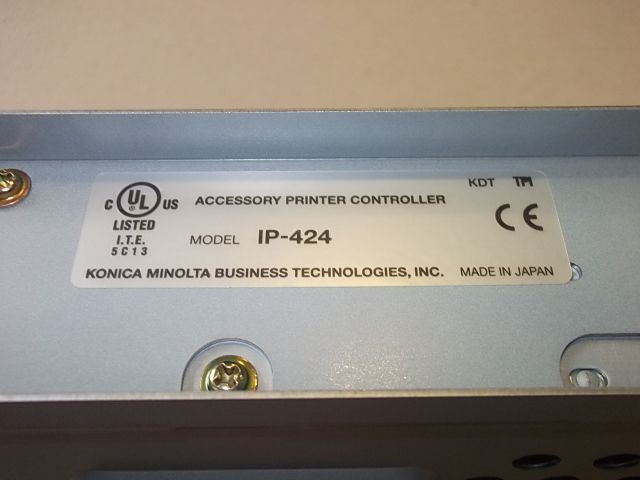 C UL US
LISTED
I.T.E.
5C13
ACCESSORY PRINTER CONTROLLER
MODEL IP-424
KDT TM
CE
KONICA MINOLTA BUSINESS TECHNOLOGIES, INC. MADE IN JAPAN